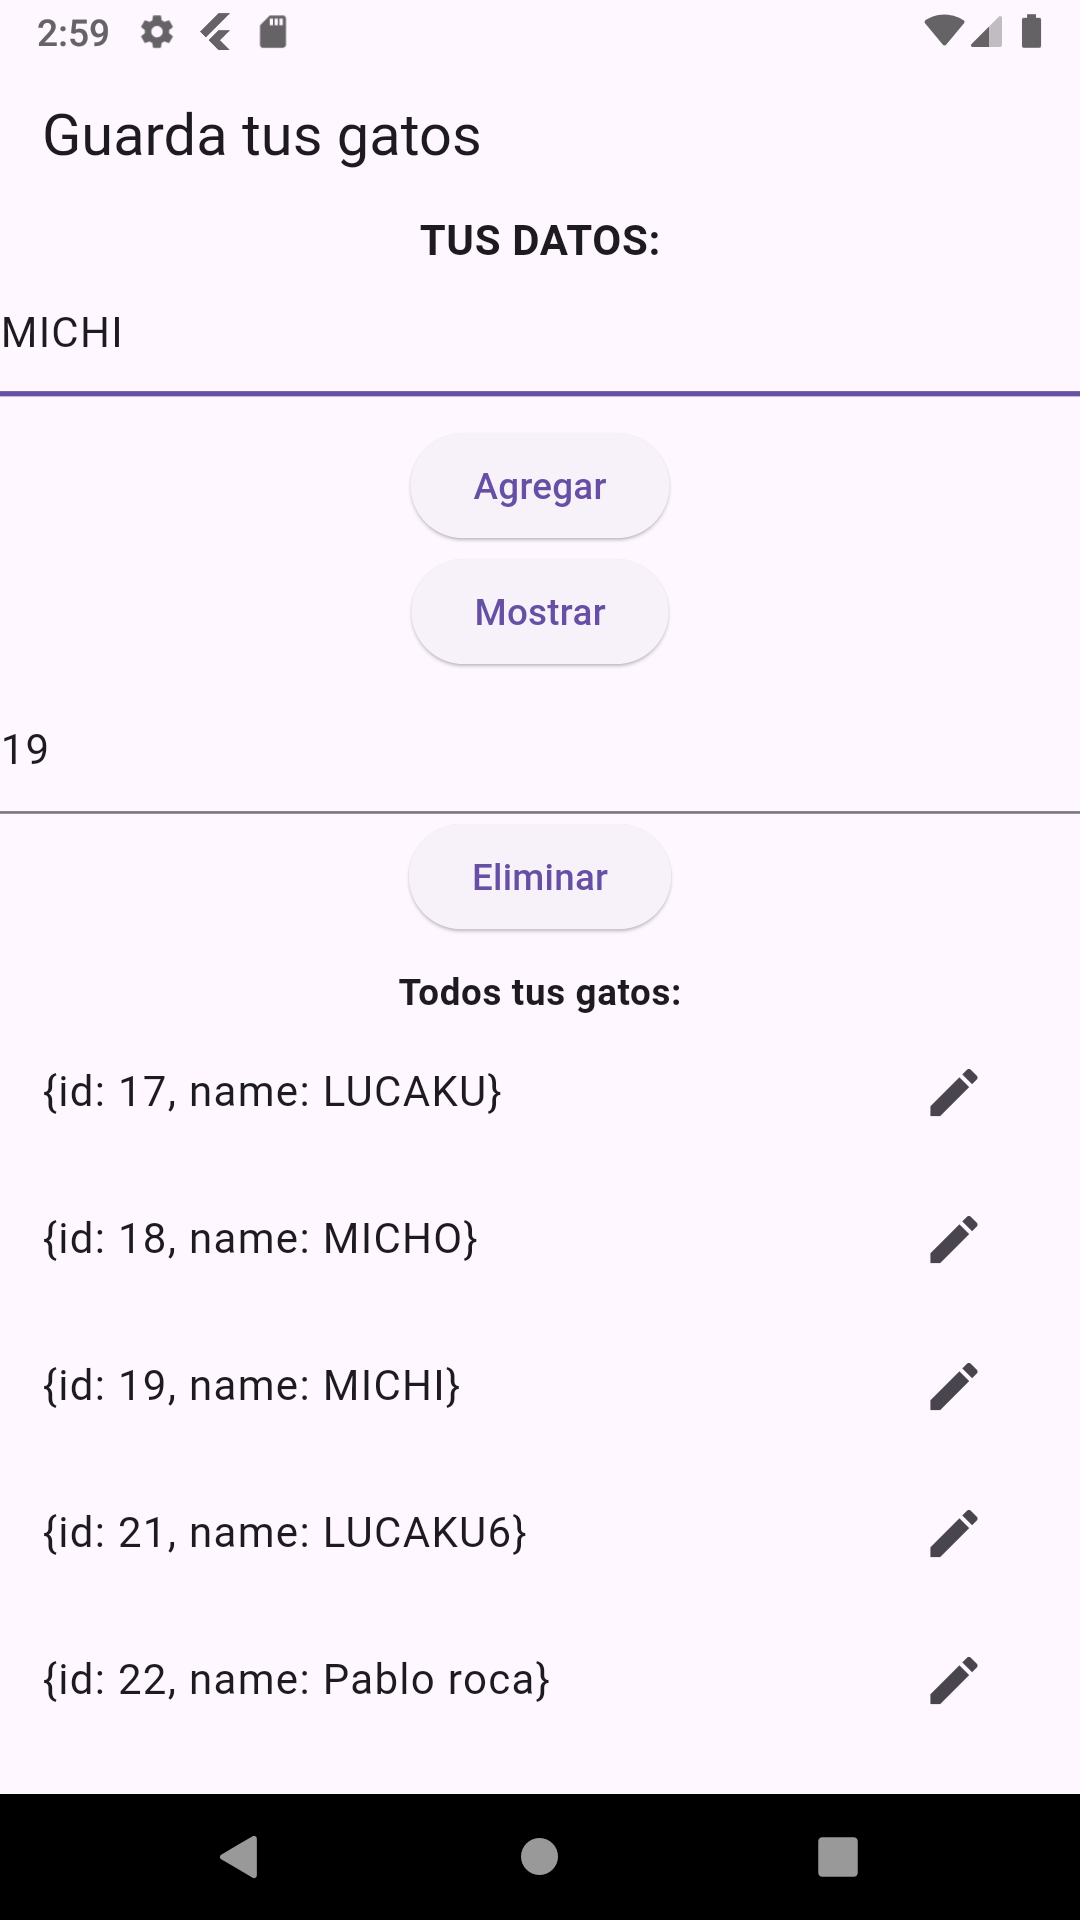 2:59
Guarda tus gatos
TUS DATOS:
MICHI
Agregar
Mostrar
19
Eliminar
Todos tus gatos:
{id: 17, name: LUCAKU}
{id: 18, name: MICHO}
{id: 19, name: MICHI}
{id: 21, name: LUCAKU6}
{id: 22, name: Pablo roca}